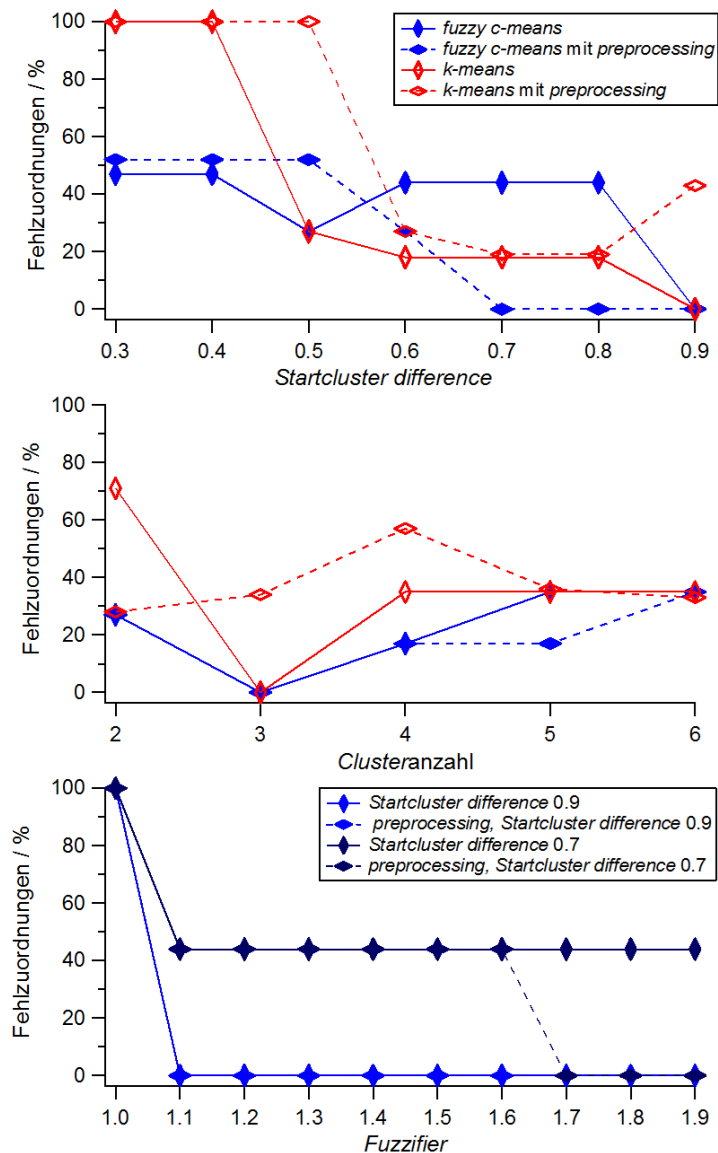 100
80
60
40
20
0
Fehlzuordnungen / %
fuzzy c-means
fuzzy c-means mit preprocessing
k-means
k-means mit preprocessing
0.3 0.4 0.5 0.6 0.7 0.8 0.9
Startcluster difference
100
80
60
40
20
0
Fehlzuordnungen / %
2 3 4 5 6
Clusteranzahl
100
80
60
40
20
0
Fehlzuordnungen / %
Startcluster difference 0.9
preprocessing, Startcluster difference 0.9
Startcluster difference 0.7
preprocessing, Startcluster difference 0.7
1.0 1.1 1.2 1.3 1.4 1.5 1.6 1.7 1.8 1.9
Fuzzifier